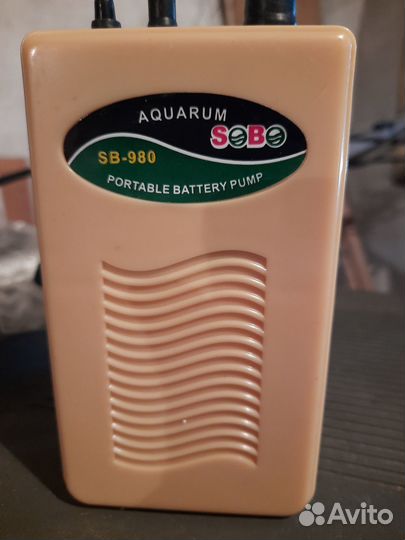 AQUARUM
SOBO
SB-980
PORTABLE BATTERY PUMP
Avito